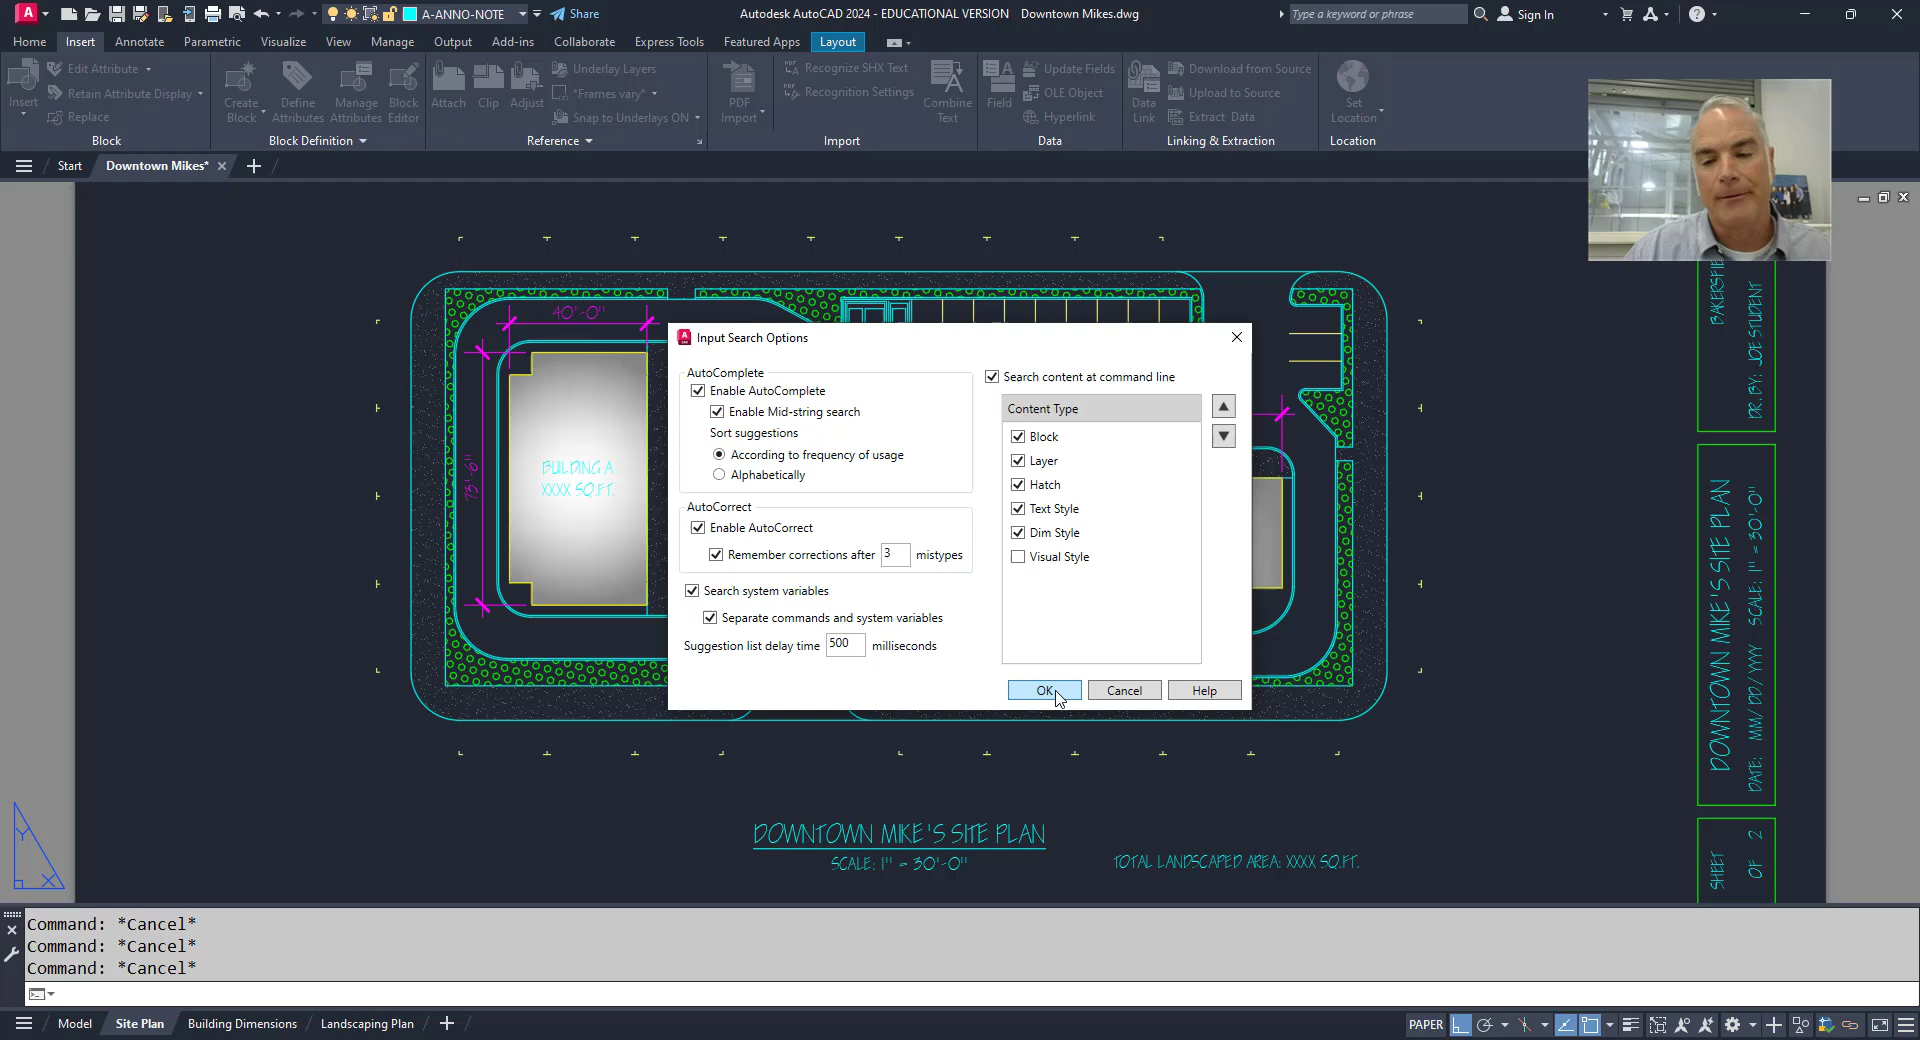 A-ANNO-NOTE
Share
Autodesk AutoCAD 2024 - EDUCATIONAL VERSION Downtown Mikes.dwg
Type a keyword or phrase
Sign In
Home Insert Annotate Parametric Visualize View Manage Output Add-ins Collaborate Express Tools Featured Apps Layout
Insert
Edit Attribute
Retain Attribute Display
Replace
Block
Create Block
Define Attributes
Manage Attributes
Block Editor
Block Definition
Attach
Clip
Adjust
Underlay Layers
*Frames vary*
Snap to Underlays ON
Reference
PDF Import
Recognize SHX Text
Recognition Settings
Combine Text
Import
Field
Update Fields
OLE Object
Hyperlink
Data
Data Link
Download from Source
Upload to Source
Extract Data
Linking & Extraction
Set Location
Location
Start
Downtown Mikes*
40'-0"
73'-6"
BUILDING A
XXXX SQ.FT.
Input Search Options
AutoComplete
Enable AutoComplete
Enable Mid-string search
Sort suggestions
According to frequency of usage
Alphabetically
AutoCorrect
Enable AutoCorrect
Remember corrections after 3 mistypes
Search system variables
Separate commands and system variables
Suggestion list delay time 500 milliseconds
Search content at command line
Content Type
Block
Layer
Hatch
Text Style
Dim Style
Visual Style
OK
Cancel
Help
BAKERSFIE
DR. BY: JOE STUDENT
DOWNTOWN MIKE'S SITE PLAN
DATE: MM/DD/YYYY SCALE: 1" = 30'-0"
SHEET
2
OF
DOWNTOWN MIKE'S SITE PLAN
SCALE: 1" = 30'-0"
TOTAL LANDSCAPED AREA: XXXX SQ.FT.
Y
X
Command: *Cancel*
Command: *Cancel*
Command: *Cancel*
Model
Site Plan
Building Dimensions
Landscaping Plan
PAPER